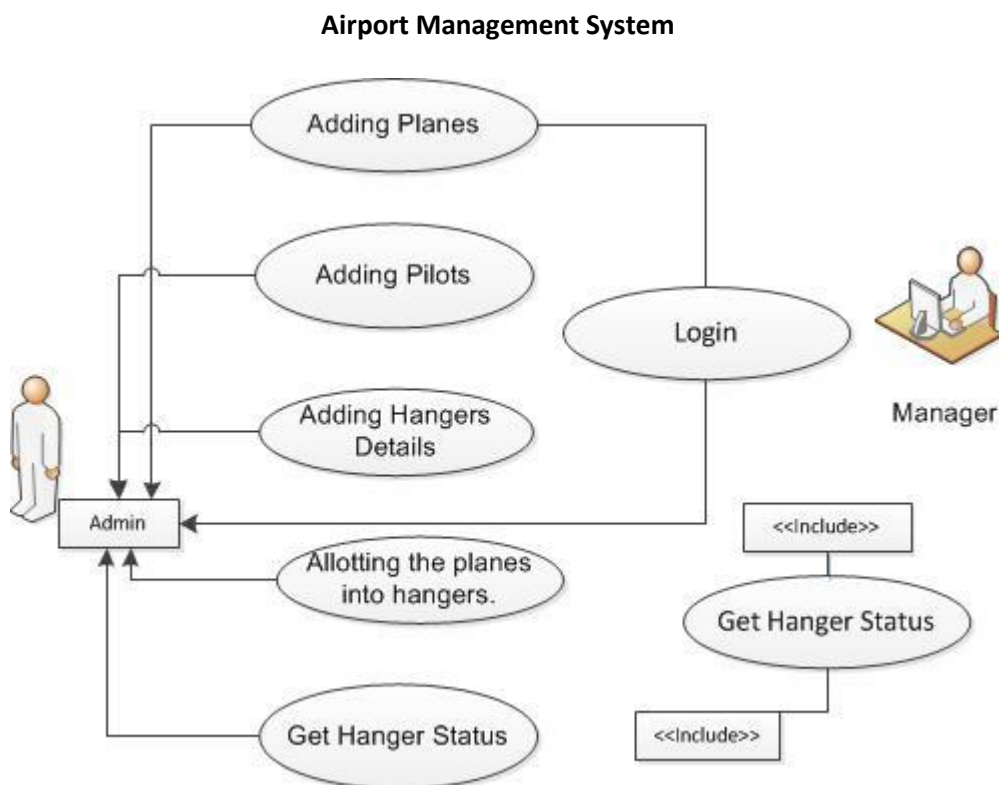 Airport Management System
Adding Planes
Adding Pilots
Login
Manager
Adding Hangers
Details
Admin
<<Include>>
Allotting the planes
into hangers.
Get Hanger Status
Get Hanger Status
<<Include>>